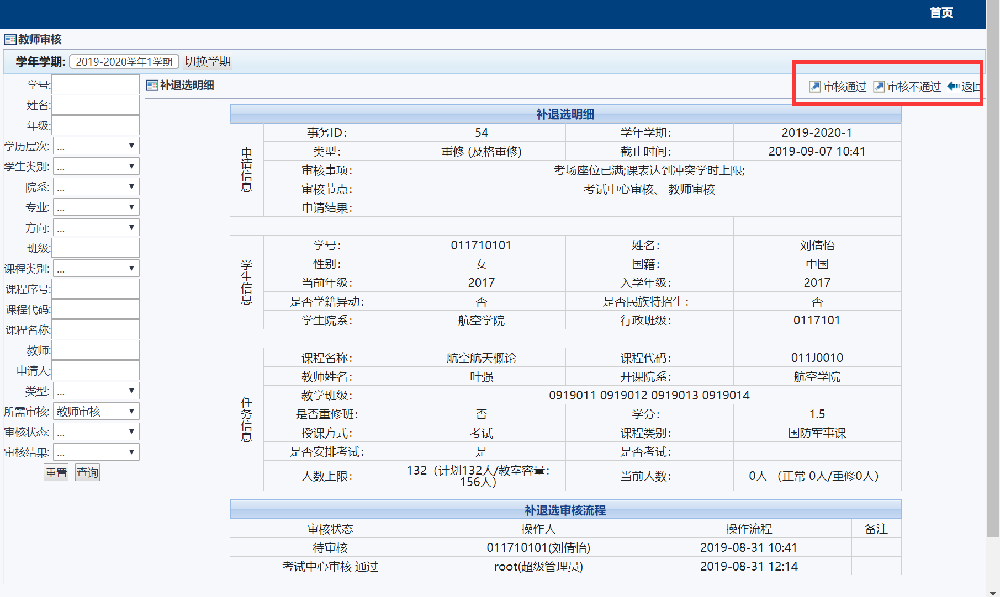 首页
教师审核
学年学期: 2019-2020学年1学期 切换学期
学号:
姓名:
年级:
学历层次: ...
学生类别: ...
院系: ...
专业: ...
方向: ...
班级:
课程类别: ...
课程序号:
课程代码:
课程名称:
教师:
申请人:
类型: ...
所需审核: 教师审核
审核状态: ...
审核结果: ...
重置 查询
补退选明细 审核通过 审核不通过 返回
补退选明细
申请信息
事务ID： 54 学年学期： 2019-2020-1
类型： 重修 (及格重修) 截止时间： 2019-09-07 10:41
审核事项： 考场座位已满;课表达到冲突学时上限;
审核节点： 考试中心审核、 教师审核
申请结果：
学生信息
学号： 011710101 姓名： 刘倩怡
性别： 女 国籍： 中国
当前年级： 2017 入学年级： 2017
是否学籍异动： 否 是否民族特招生： 否
学生院系： 航空学院 行政班级： 0117101
任务信息
课程名称： 航空航天概论 课程代码： 011J0010
教师姓名： 叶强 开课院系： 航空学院
教学班级： 0919011 0919012 0919013 0919014
是否重修班： 否 学分： 1.5
授课方式： 考试 课程类别： 国防军事课
是否安排考试： 是 是否考试：
人数上限： 132（计划132人/教室容量：
156人） 当前人数： 0人 （正常 0人/重修0人）
补退选审核流程
审核状态 操作人 操作流程 备注
待审核 011710101(刘倩怡) 2019-08-31 10:41
考试中心审核 通过 root(超级管理员) 2019-08-31 12:14